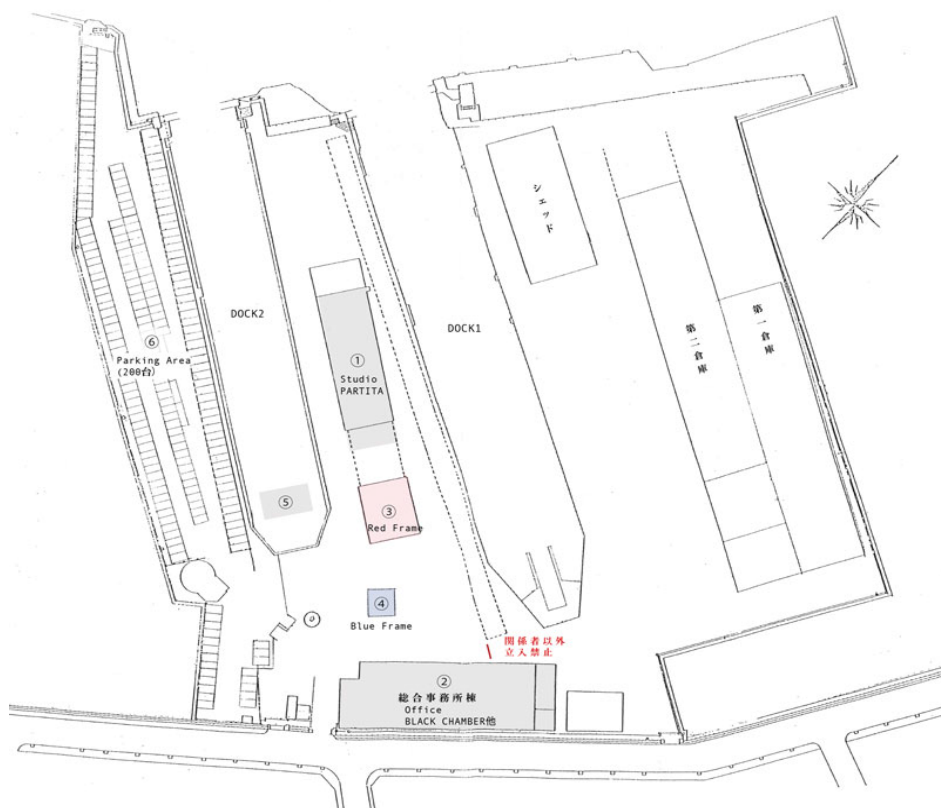 シェッド
DOCK2
DOCK1
第一倉庫
第二倉庫
⑥
Parking Area
(200台)
①
Studio
PARTITA
⑤
③
Red Frame
④
Blue Frame
関係者以外
立入禁止
②
総合事務所棟
Office
BLACK CHAMBER他